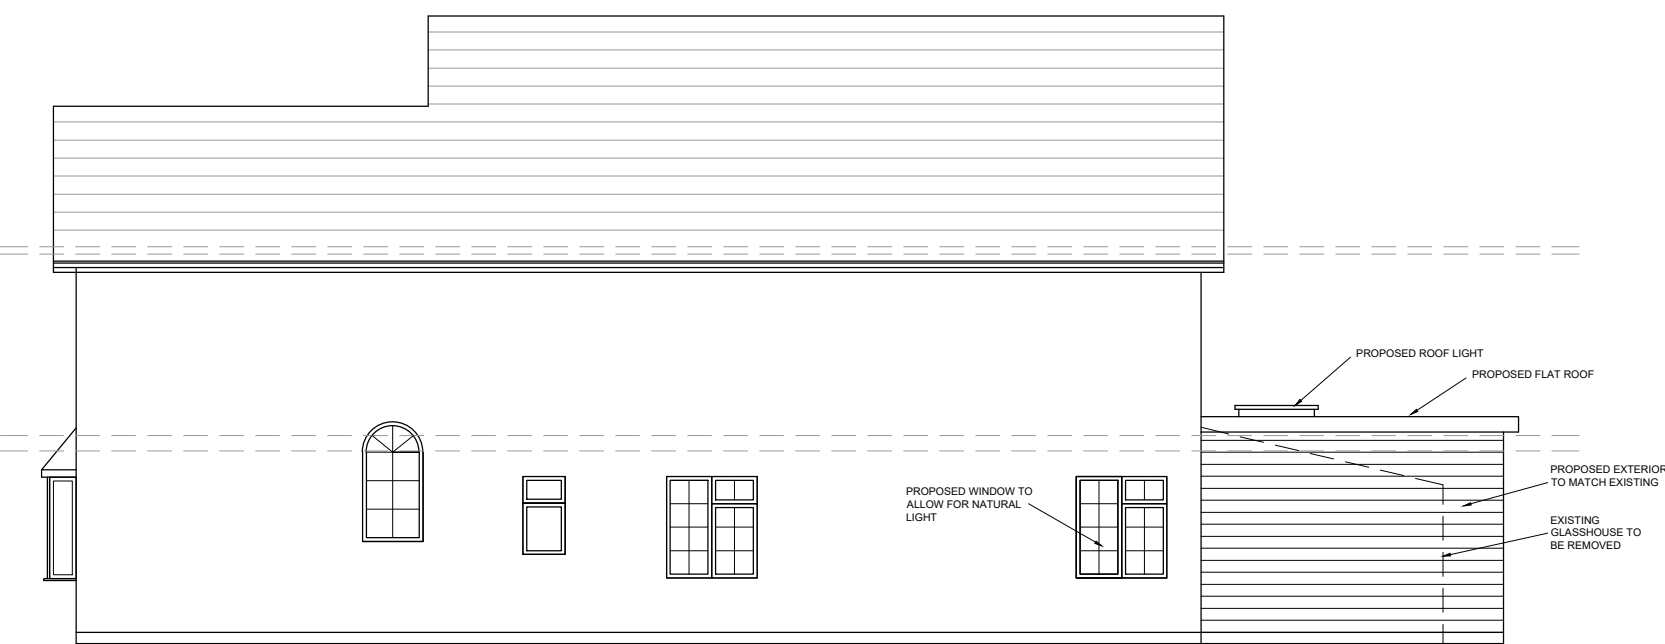 PROPOSED ROOF LIGHT
PROPOSED FLAT ROOF
PROPOSED EXTERIOR
TO MATCH EXISTING
PROPOSED WINDOW TO
ALLOW FOR NATURAL
LIGHT
EXISTING
GLASSHOUSE TO
BE REMOVED